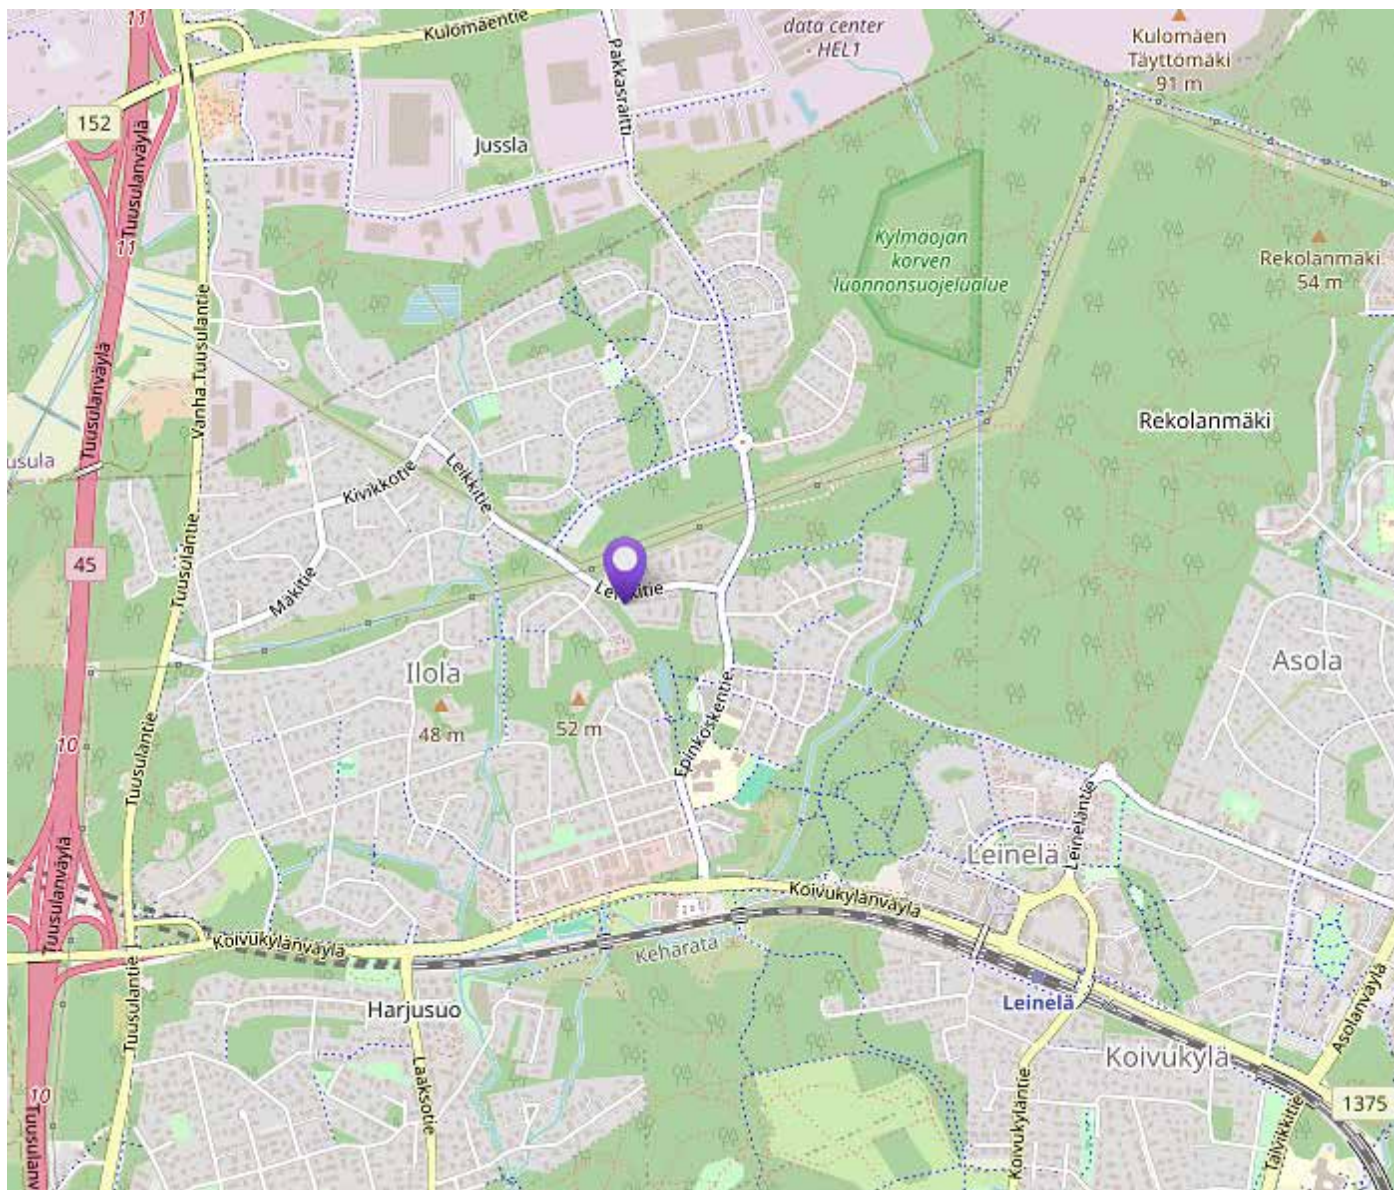 11
Kulomäentie
Pakkasraitti
data center
- HEL1
Kulomäen
Täyttömäki
91 m
152
Tuusulanväylä
Jussla
11
Kylmäojan
korven
luonnonsuojelualue
Rekolanmäki
54 m
Vanha Tuusulantie
Tuusulanväylä
Rekolanmäki
usula
Kivikkotie
Leikkitie
Tuusulantie
45
Mäkitie
Leikkitie
Ilola
Asola
48 m
52 m
Epinkoskentie
10
Tuusulantie
Leineläntie
Leinelä
Tuusulanväylä
Koivukylänväylä
Koivukylänväylä
Keharata
Tuusulantie
Harjusuo
Leinelä
Asolanväylä
Koivukylä
Laaksotie
Koivukyläntie
10
1375
Tuusulanv
Talvikkitie